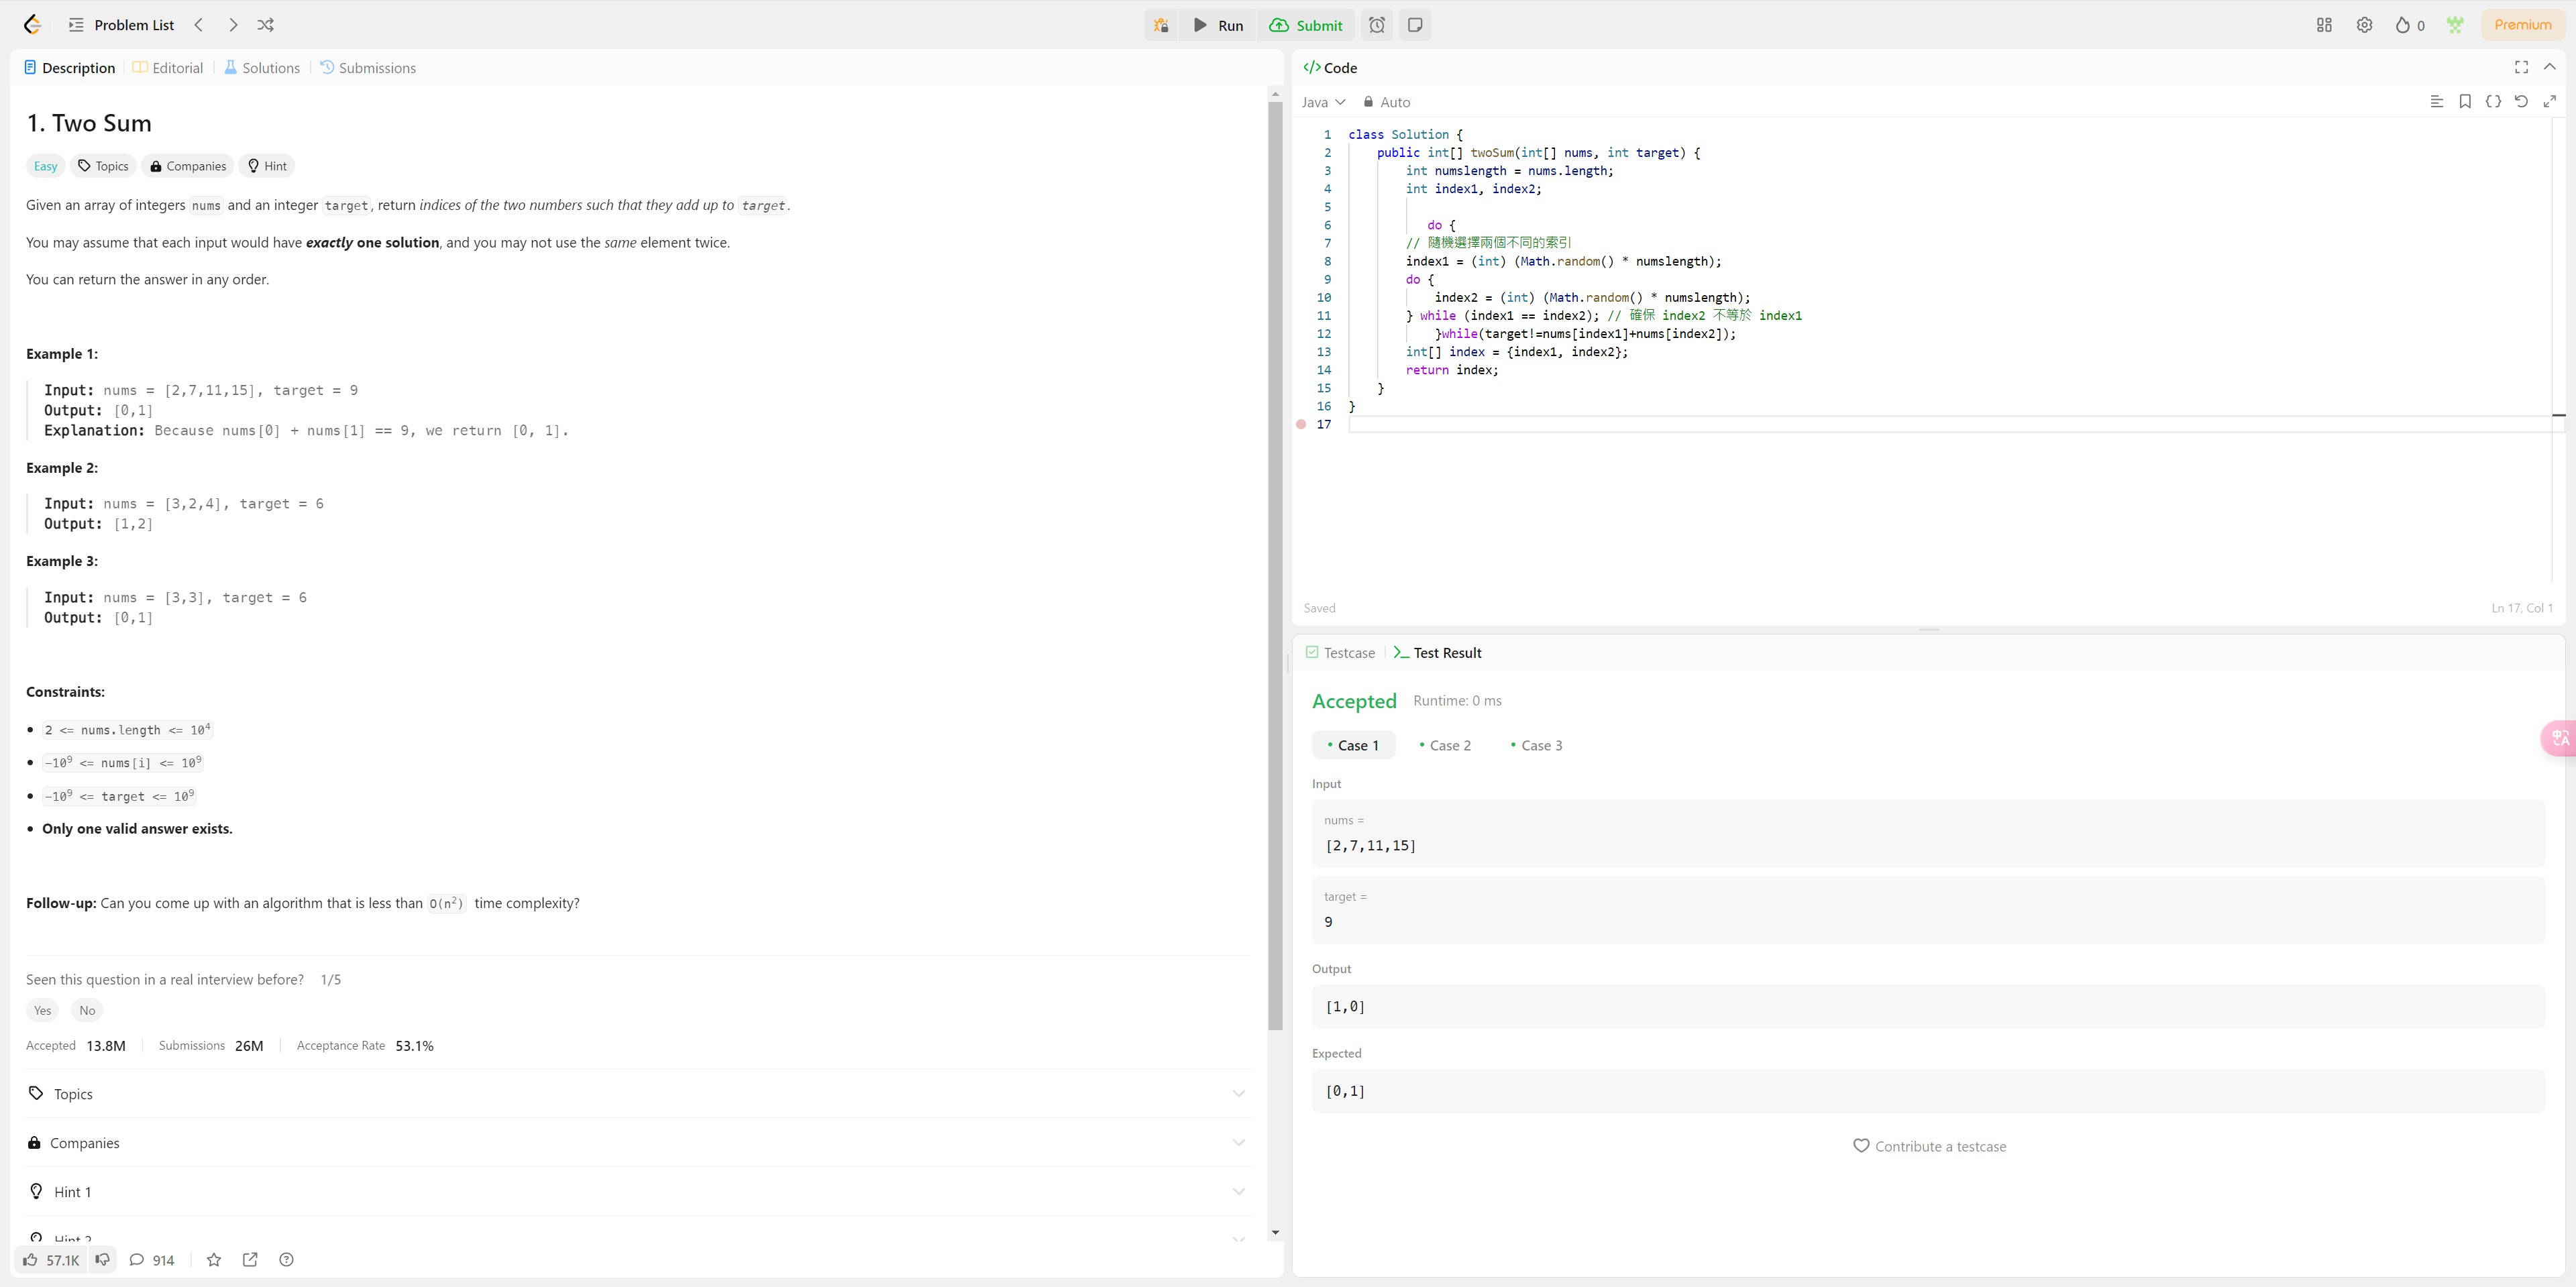 Problem List
Run
Submit
0
Premium
Description
Editorial
Solutions
Submissions
1. Two Sum
Easy
Topics
Companies
Hint
Given an array of integers nums and an integer target, return indices of the two numbers such that they add up to target.
You may assume that each input would have exactly one solution, and you may not use the same element twice.
You can return the answer in any order.
Example 1:
Input: nums = [2,7,11,15], target = 9
Output: [0,1]
Explanation: Because nums[0] + nums[1] == 9, we return [0, 1].
Example 2:
Input: nums = [3,2,4], target = 6
Output: [1,2]
Example 3:
Input: nums = [3,3], target = 6
Output: [0,1]
Constraints:
• 2 <= nums.length <= 10⁴
• -10⁹ <= nums[i] <= 10⁹
• -10⁹ <= target <= 10⁹
• Only one valid answer exists.
Follow-up: Can you come up with an algorithm that is less than O(n²) time complexity?
Seen this question in a real interview before? 1/5
Yes No
Accepted 13.8M Submissions 26M Acceptance Rate 53.1%
Topics
Companies
Hint 1
Hint 2
57.1K
914
</> Code
Java
Auto
1 class Solution {
2 public int[] twoSum(int[] nums, int target) {
3 int numslength = nums.length;
4 int index1, index2;
5
6 do {
7 // 隨機選擇兩個不同的索引
8 index1 = (int) (Math.random() * numslength);
9 do {
10 index2 = (int) (Math.random() * numslength);
11 } while (index1 == index2); // 確保 index2 不等於 index1
12 }while(target!=nums[index1]+nums[index2]);
13 int[] index = {index1, index2};
14 return index;
15 }
16 }
17
Saved
Ln 17, Col 1
Testcase
Test Result
Accepted Runtime: 0 ms
• Case 1 • Case 2 • Case 3
Input
nums =
[2,7,11,15]
target =
9
Output
[1,0]
Expected
[0,1]
Contribute a testcase